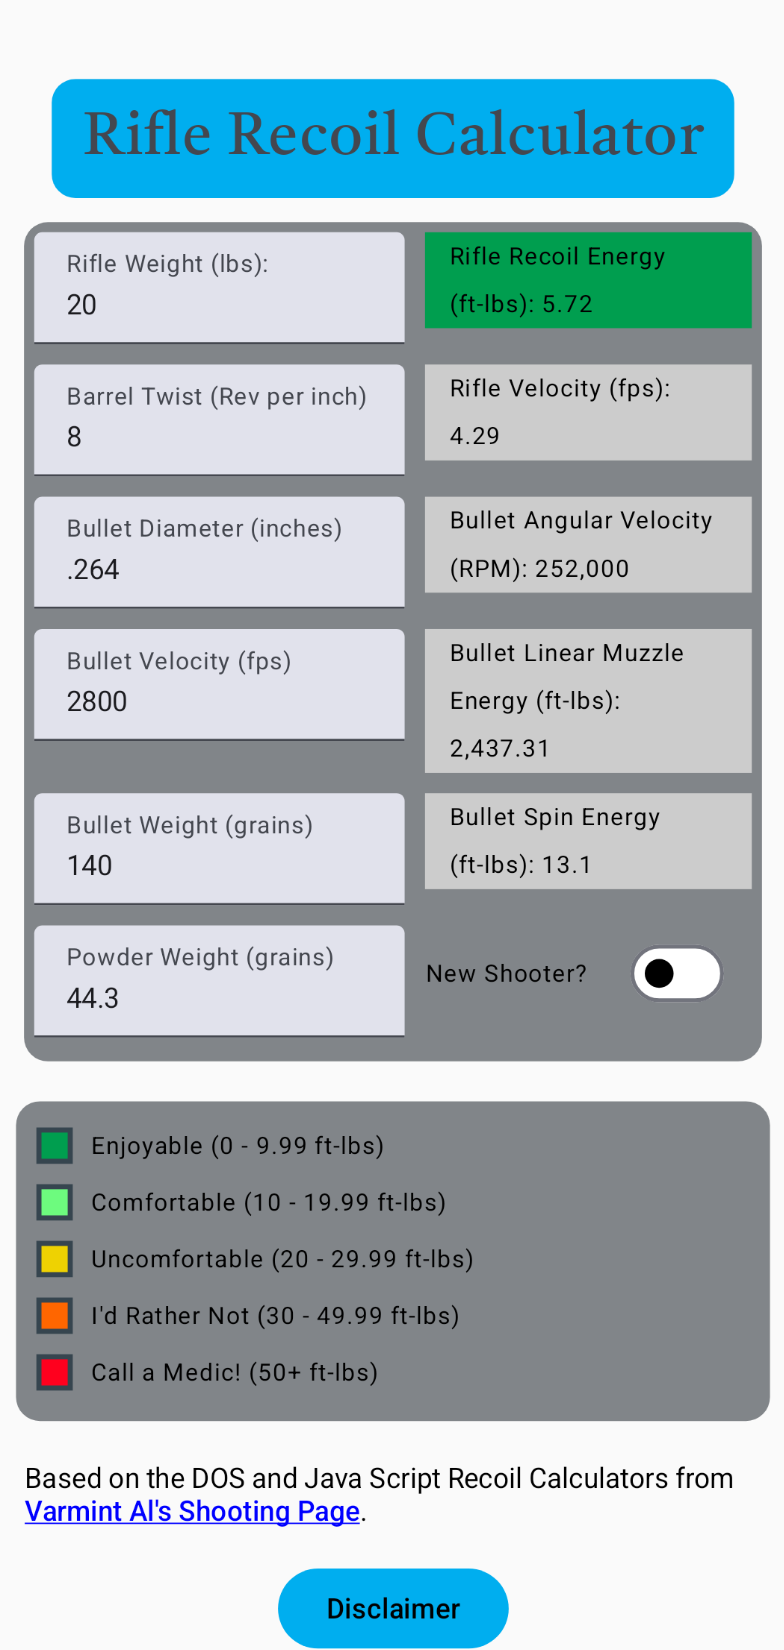 Rifle Recoil Calculator
Rifle Weight (lbs):
20
Rifle Recoil Energy
(ft-lbs): 5.72
Barrel Twist (Rev per inch)
8
Rifle Velocity (fps):
4.29
Bullet Diameter (inches)
.264
Bullet Angular Velocity
(RPM): 252,000
Bullet Velocity (fps)
2800
Bullet Linear Muzzle
Energy (ft-lbs):
2,437.31
Bullet Weight (grains)
140
Bullet Spin Energy
(ft-lbs): 13.1
Powder Weight (grains)
44.3
New Shooter?
Enjoyable (0 - 9.99 ft-lbs)
Comfortable (10 - 19.99 ft-lbs)
Uncomfortable (20 - 29.99 ft-lbs)
I'd Rather Not (30 - 49.99 ft-lbs)
Call a Medic! (50+ ft-lbs)
Based on the DOS and Java Script Recoil Calculators from
Varmint Al's Shooting Page.
Disclaimer